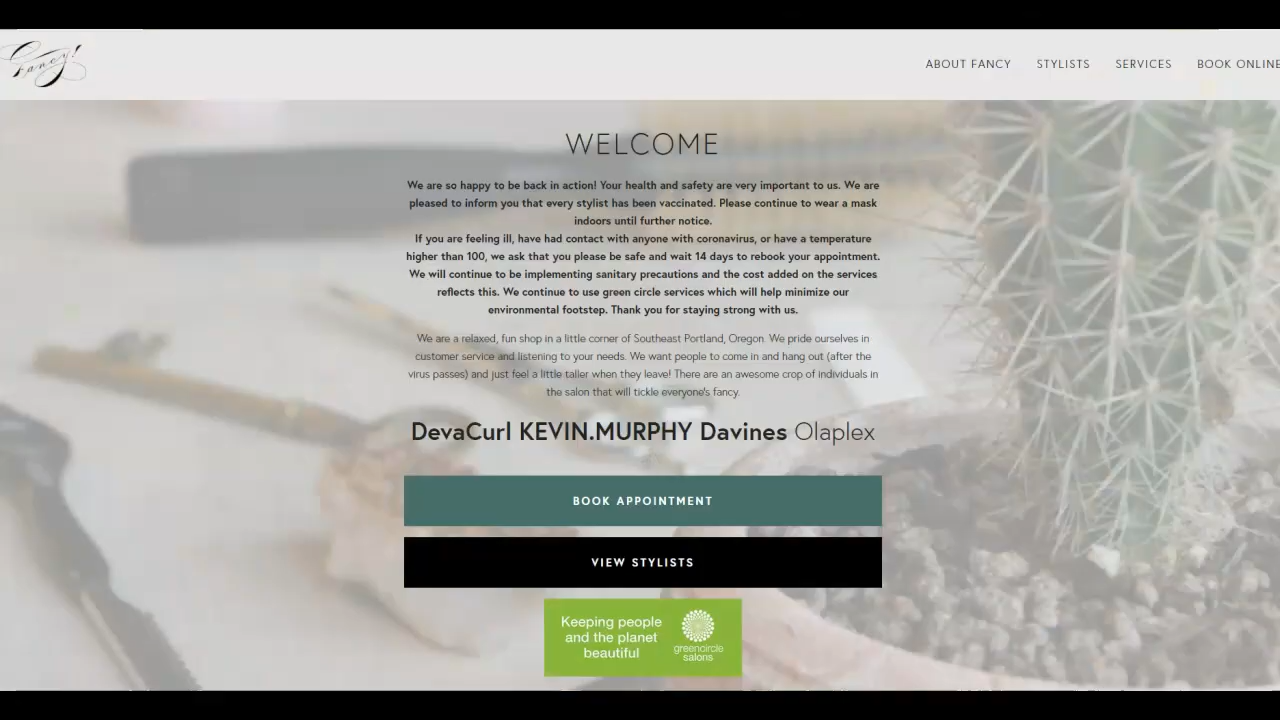 Fancy!
ABOUT FANCY STYLISTS SERVICES BOOK ONLINE
WELCOME
We are so happy to be back in action! Your health and safety are very important to us. We are
pleased to inform you that every stylist has been vaccinated. Please continue to wear a mask
indoors until further notice.
If you are feeling ill, have had contact with anyone with coronavirus, or have a temperature
higher than 100, we ask that you please be safe and wait 14 days to rebook your appointment.
We will continue to be implementing sanitary precautions and the cost added on the services
reflects this. We continue to use green circle services which will help minimize our
environmental footstep. Thank you for staying strong with us.
We are a relaxed, fun shop in a little corner of Southeast Portland, Oregon. We pride ourselves in
customer service and listening to your needs. We want people to come in and hang out (after the
virus passes) and just feel a little taller when they leave! There are an awesome crop of individuals in
the salon that will tickle everyone's fancy.
DevaCurl KEVIN.MURPHY Davines Olaplex
BOOK APPOINTMENT
VIEW STYLISTS
Keeping people
and the planet
beautiful
greencircle
salons